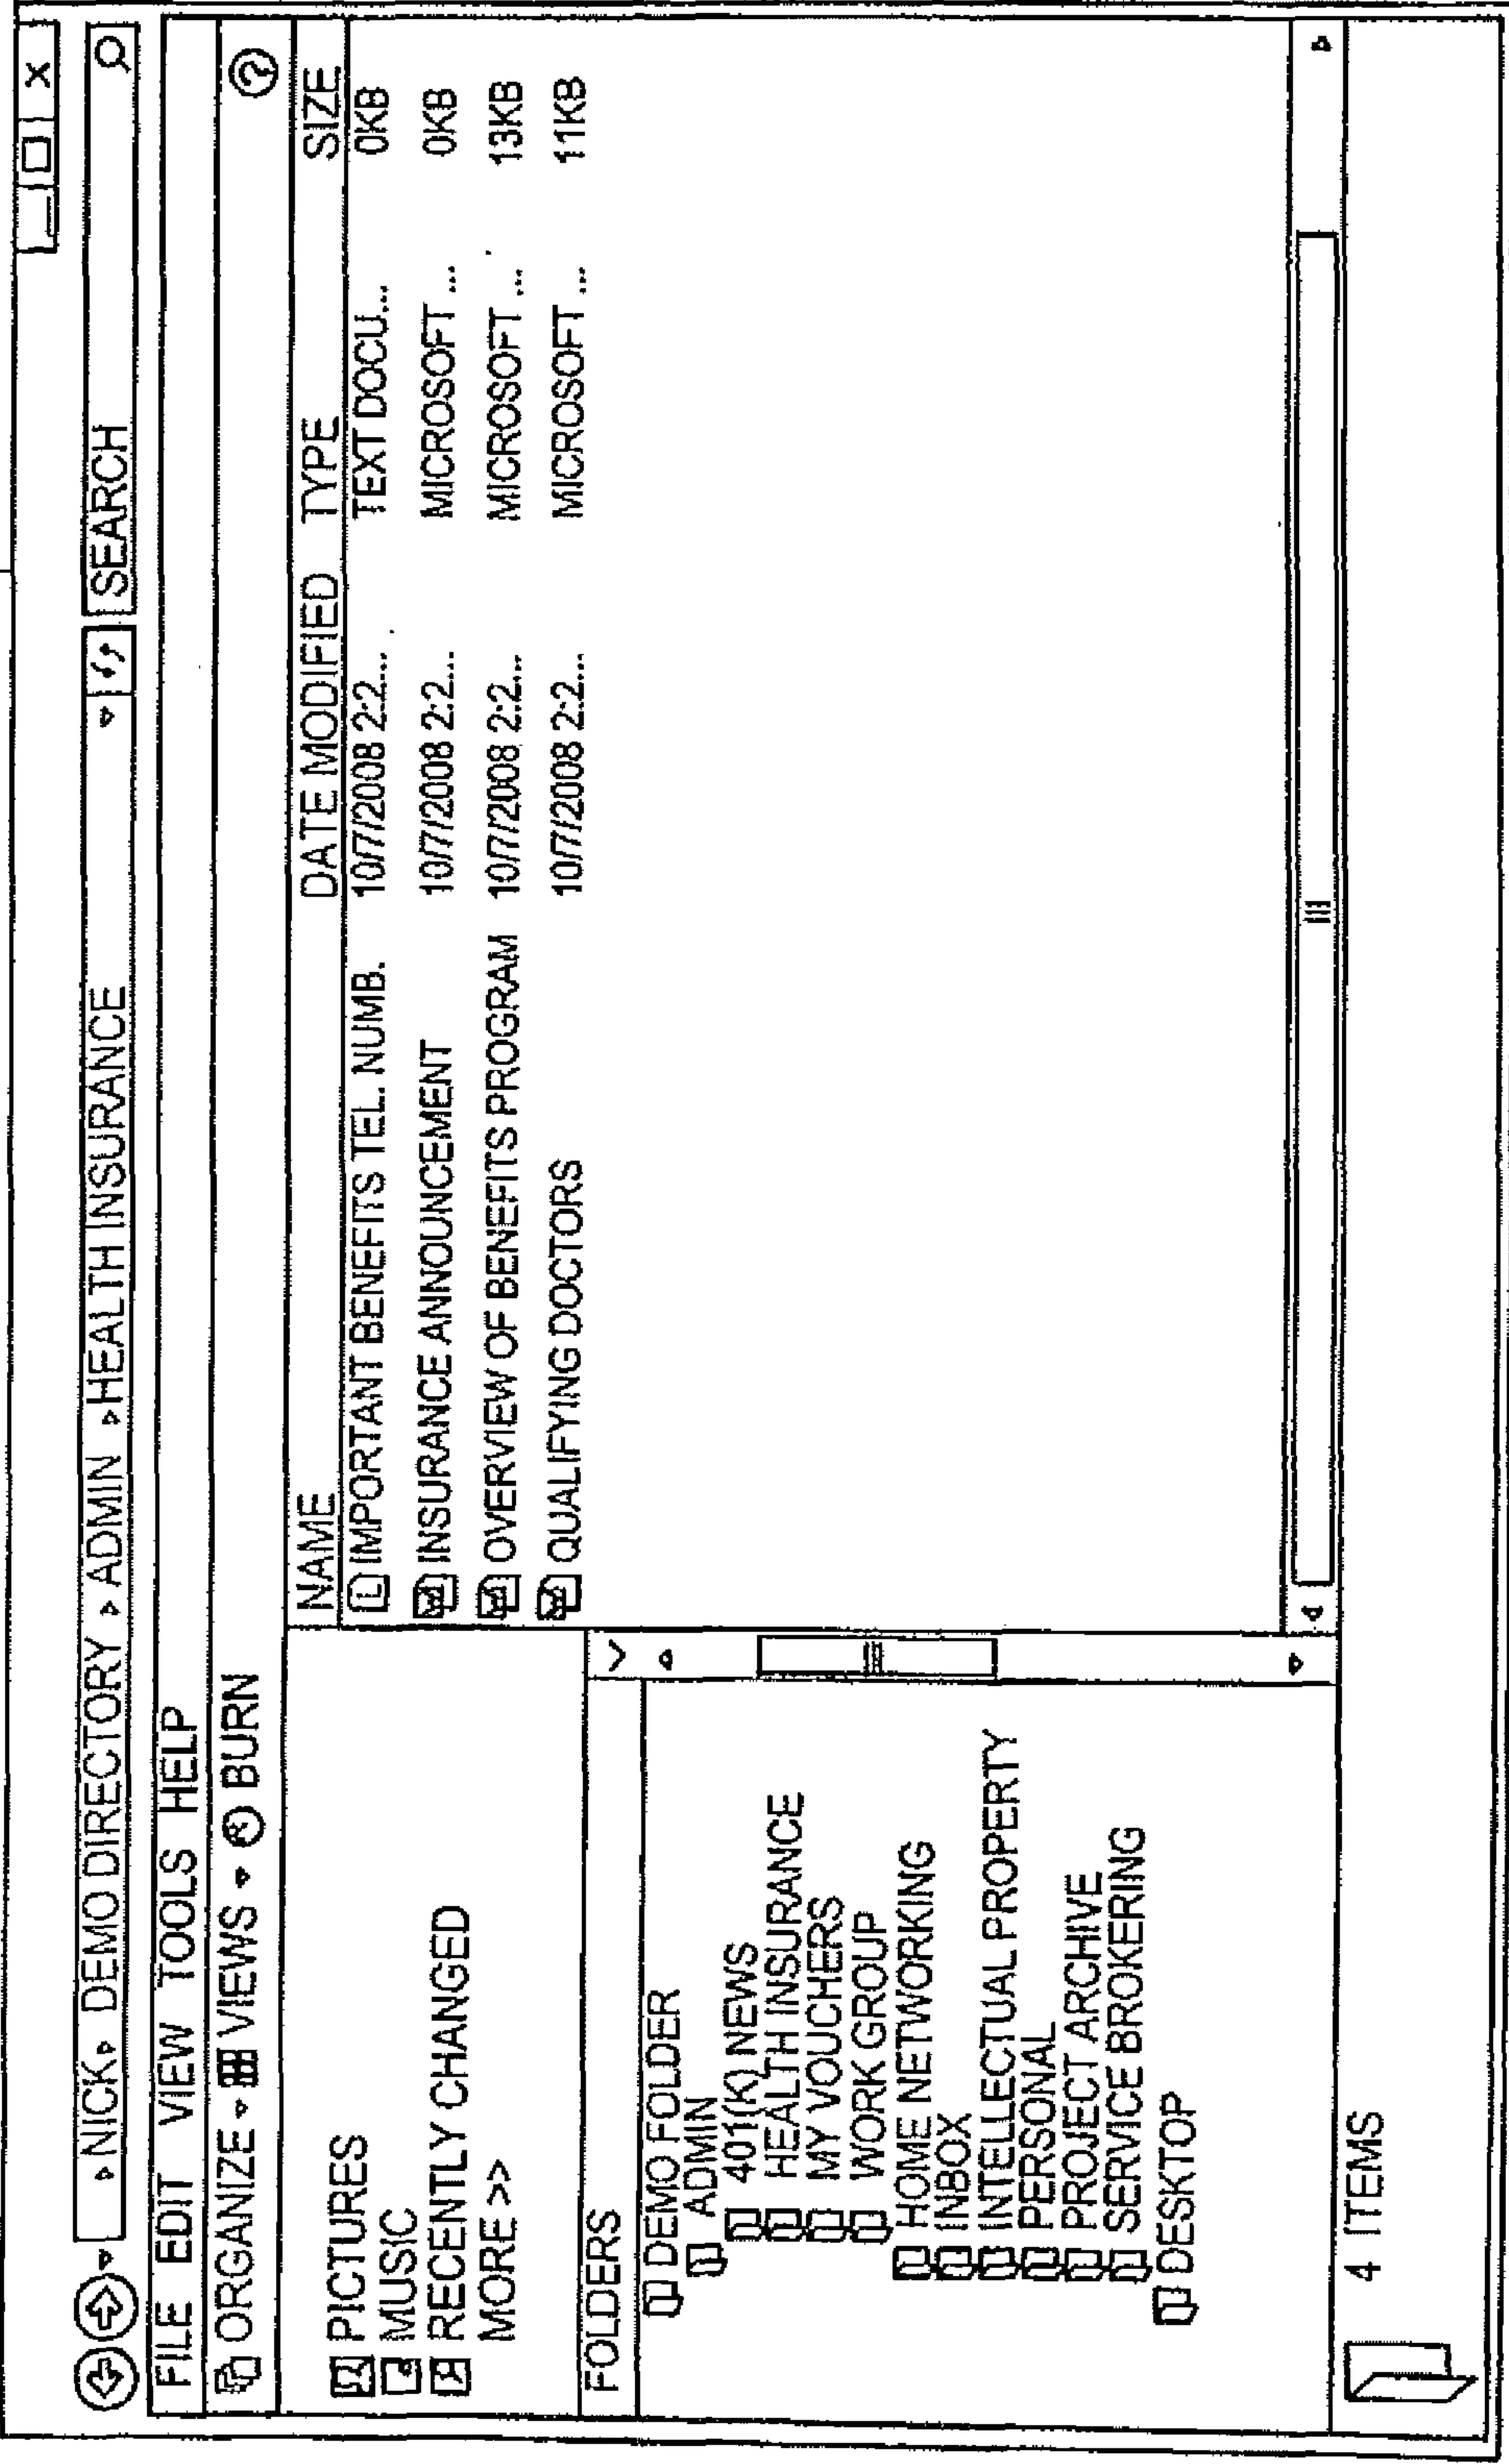 NICK DEMO DIRECTORY ADMIN HEALTH INSURANCE SEARCH
FILE EDIT VIEW TOOLS HELP
ORGANIZE VIEWS BURN ?
PICTURES
MUSIC
RECENTLY CHANGED
MORE >>
FOLDERS
DEMO FOLDER
ADMIN
401(K) NEWS
HEALTH INSURANCE
MY VOUCHERS
WORK GROUP
HOME NETWORKING
INBOX
INTELLECTUAL PROPERTY
PERSONAL
PROJECT ARCHIVE
SERVICE BROKERING
DESKTOP
NAME DATE MODIFIED TYPE SIZE
IMPORTANT BENEFITS TEL. NUMB. 10/7/2008 2:2... TEXT DOCU... 0KB
INSURANCE ANNOUNCEMENT 10/7/2008 2:2... MICROSOFT ... 0KB
OVERVIEW OF BENEFITS PROGRAM 10/7/2008 2:2... MICROSOFT ... 13KB
QUALIFYING DOCTORS 10/7/2008 2:2... MICROSOFT ... 11KB
4 ITEMS